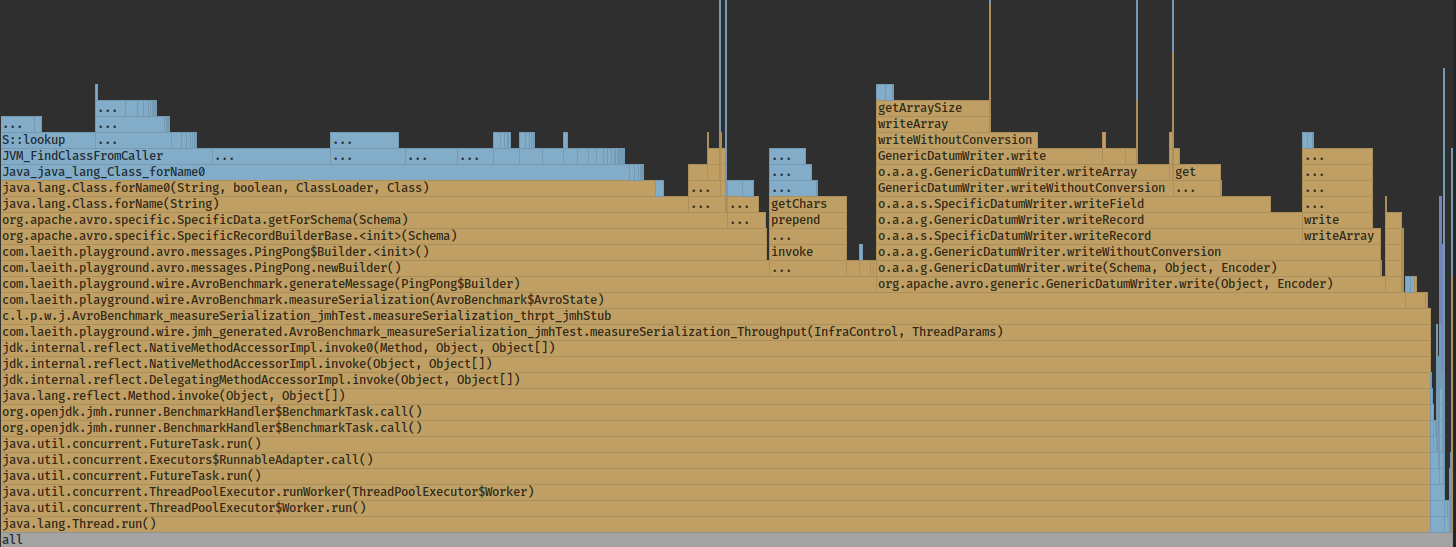 getArraySize
...
writeArray
... ...
S::lookup ... ... writeWithoutConversion
JVM_FindClassFromCaller ... ... ... ... ... GenericDatumWriter.write ...
Java_java_lang_Class_forName0 ... o.a.a.g.GenericDatumWriter.writeArray get ...
java.lang.Class.forName0(String, boolean, ClassLoader, Class) ... ... GenericDatumWriter.writeWithoutConversion ... ...
java.lang.Class.forName(String) ... ... getChars o.a.a.s.SpecificDatumWriter.writeField ...
org.apache.avro.specific.SpecificData.getForSchema(Schema) ... prepend o.a.a.g.GenericDatumWriter.writeRecord write
org.apache.avro.specific.SpecificRecordBuilderBase.<init>(Schema) ... o.a.a.s.SpecificDatumWriter.writeRecord writeArray
com.laeith.playground.avro.messages.PingPong$Builder.<init>() invoke o.a.a.g.GenericDatumWriter.writeWithoutConversion
com.laeith.playground.avro.messages.PingPong.newBuilder() ... o.a.a.g.GenericDatumWriter.write(Schema, Object, Encoder)
com.laeith.playground.wire.AvroBenchmark.generateMessage(PingPong$Builder) org.apache.avro.generic.GenericDatumWriter.write(Object, Encoder)
com.laeith.playground.wire.AvroBenchmark.measureSerialization(AvroBenchmark$AvroState)
c.l.p.w.j.AvroBenchmark_measureSerialization_jmhTest.measureSerialization_thrpt_jmhStub
com.laeith.playground.wire.jmh_generated.AvroBenchmark_measureSerialization_jmhTest.measureSerialization_Throughput(InfraControl, ThreadParams)
jdk.internal.reflect.NativeMethodAccessorImpl.invoke0(Method, Object, Object[])
jdk.internal.reflect.NativeMethodAccessorImpl.invoke(Object, Object[])
jdk.internal.reflect.DelegatingMethodAccessorImpl.invoke(Object, Object[])
java.lang.reflect.Method.invoke(Object, Object[])
org.openjdk.jmh.runner.BenchmarkHandler$BenchmarkTask.call()
org.openjdk.jmh.runner.BenchmarkHandler$BenchmarkTask.call()
java.util.concurrent.FutureTask.run()
java.util.concurrent.Executors$RunnableAdapter.call()
java.util.concurrent.FutureTask.run()
java.util.concurrent.ThreadPoolExecutor.runWorker(ThreadPoolExecutor$Worker)
java.util.concurrent.ThreadPoolExecutor$Worker.run()
java.lang.Thread.run()
all